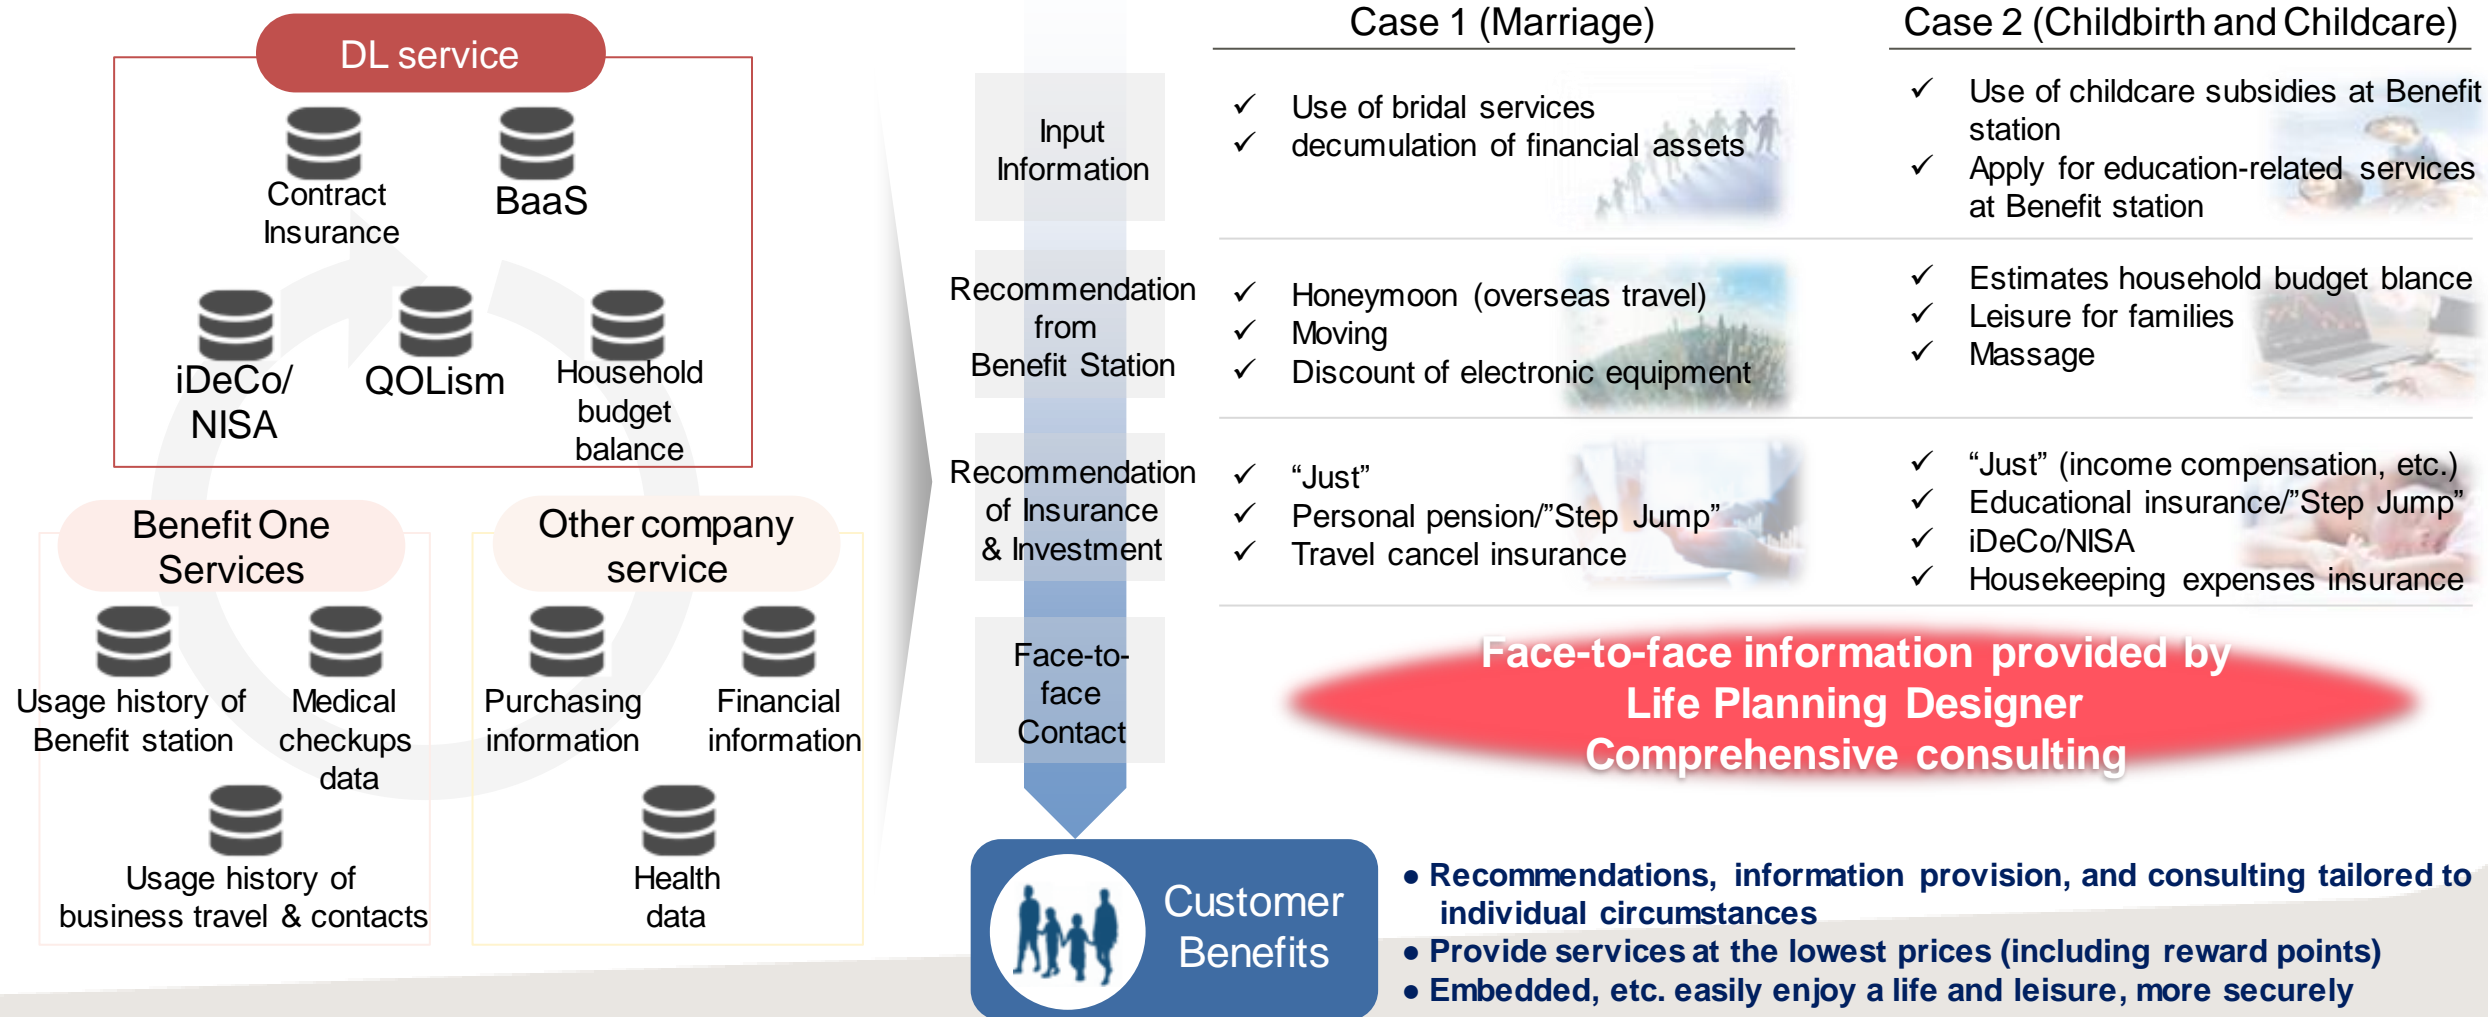 DL service
Contract
Insurance
BaaS
iDeCo/
NISA
QOLism
Household
budget
balance
Benefit One
Services
Usage history of
Benefit station
Medical
checkups
data
Usage history of
business travel & contacts
Other company
service
Purchasing
information
Financial
information
Health
data
Case 1 (Marriage)
Case 2 (Childbirth and Childcare)
Input
Information
✓ Use of bridal services
✓ decumulation of financial assets
✓ Use of childcare subsidies at Benefit
station
✓ Apply for education-related services
at Benefit station
Recommendation
from
Benefit Station
✓ Honeymoon (overseas travel)
✓ Moving
✓ Discount of electronic equipment
✓ Estimates household budget blance
✓ Leisure for families
✓ Massage
Recommendation
of Insurance
& Investment
✓ “Just”
✓ Personal pension/”Step Jump”
✓ Travel cancel insurance
✓ “Just” (income compensation, etc.)
✓ Educational insurance/”Step Jump”
✓ iDeCo/NISA
✓ Housekeeping expenses insurance
Face-to-
face
Contact
Face-to-face information provided by
Life Planning Designer
Comprehensive consulting
Customer
Benefits
● Recommendations, information provision, and consulting tailored to
individual circumstances
● Provide services at the lowest prices (including reward points)
● Embedded, etc. easily enjoy a life and leisure, more securely